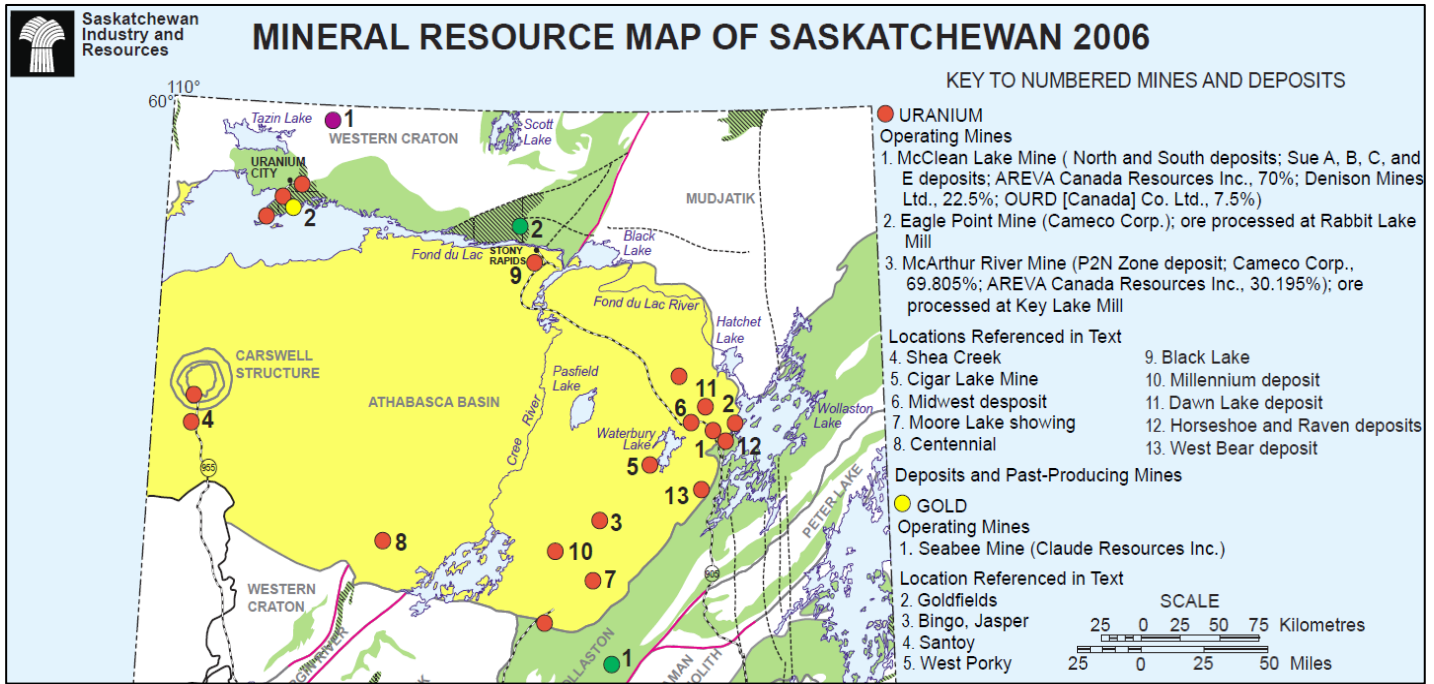 Saskatchewan
Industry and
Resources
MINERAL RESOURCE MAP OF SASKATCHEWAN 2006
KEY TO NUMBERED MINES AND DEPOSITS
URANIUM
Operating Mines
1. McClean Lake Mine ( North and South deposits; Sue A, B, C, and
E deposits; AREVA Canada Resources Inc., 70%; Denison Mines
Ltd., 22.5%; OURD [Canada] Co. Ltd., 7.5%)
2. Eagle Point Mine (Cameco Corp.); ore processed at Rabbit Lake
Mill
3. McArthur River Mine (P2N Zone deposit; Cameco Corp.,
69.805%; AREVA Canada Resources Inc., 30.195%); ore
processed at Key Lake Mill
Locations Referenced in Text
4. Shea Creek
5. Cigar Lake Mine
6. Midwest desposit
7. Moore Lake showing
8. Centennial
9. Black Lake
10. Millennium deposit
11. Dawn Lake deposit
12. Horseshoe and Raven deposits
13. West Bear deposit
Deposits and Past-Producing Mines
GOLD
Operating Mines
1. Seabee Mine (Claude Resources Inc.)
Location Referenced in Text
2. Goldfields
3. Bingo, Jasper
4. Santoy
5. West Porky
SCALE
25 0 25 50 75 Kilometres
25 0 25 50 Miles
110°
60°
Tazin Lake
1
WESTERN CRATON
Scott
Lake
URANIUM
CITY
2
MUDJATIK
2
Black
Lake
Fond du Lac
STONY
RAPIDS
9
Fond du Lac River
Hatchet
Lake
CARSWELL
STRUCTURE
Pasfield
Lake
ATHABASCA BASIN
Cree River
4
11
6
2
Wollaston
Lake
Waterbury
Lake
1
12
5
955
13
PETER LAKE
3
8
10
7
905
WESTERN
CRATON
1